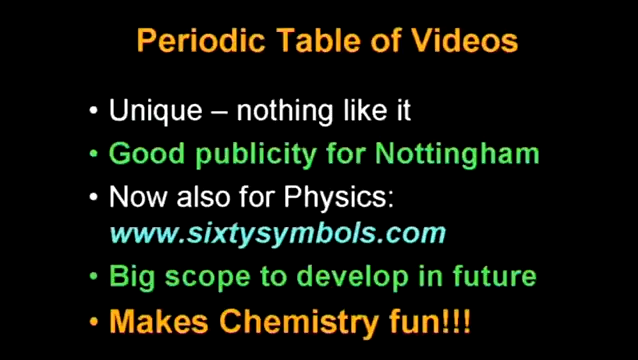 Periodic Table of Videos
• Unique – nothing like it
• Good publicity for Nottingham
• Now also for Physics:
www.sixtysymbols.com
• Big scope to develop in future
• Makes Chemistry fun!!!